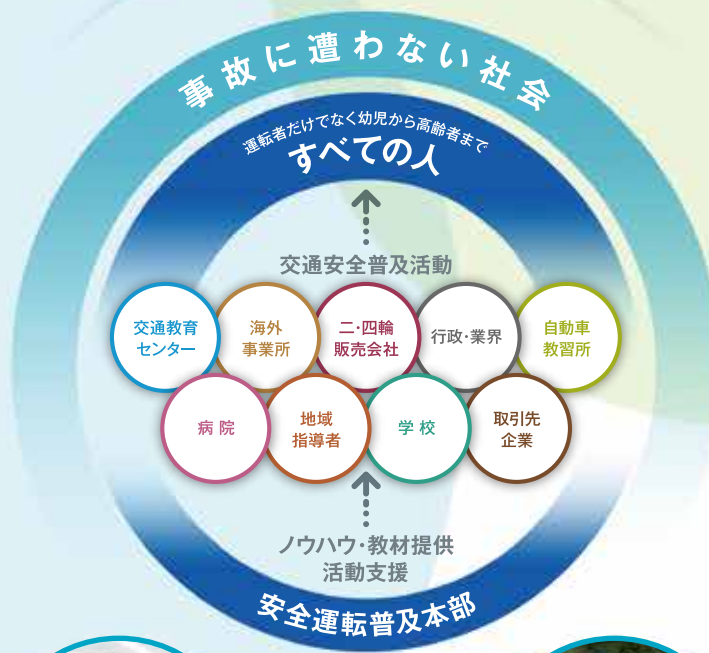 事故に遭わない社会
運転者だけでなく幼児から高齢者まで
すべての人
交通安全普及活動
交通教育
センター
海外
事業所
二・四輪
販売会社
行政・業界
自動車
教習所
病院
地域
指導者
学校
取引先
企業
ノウハウ・教材提供
活動支援
安全運転普及本部